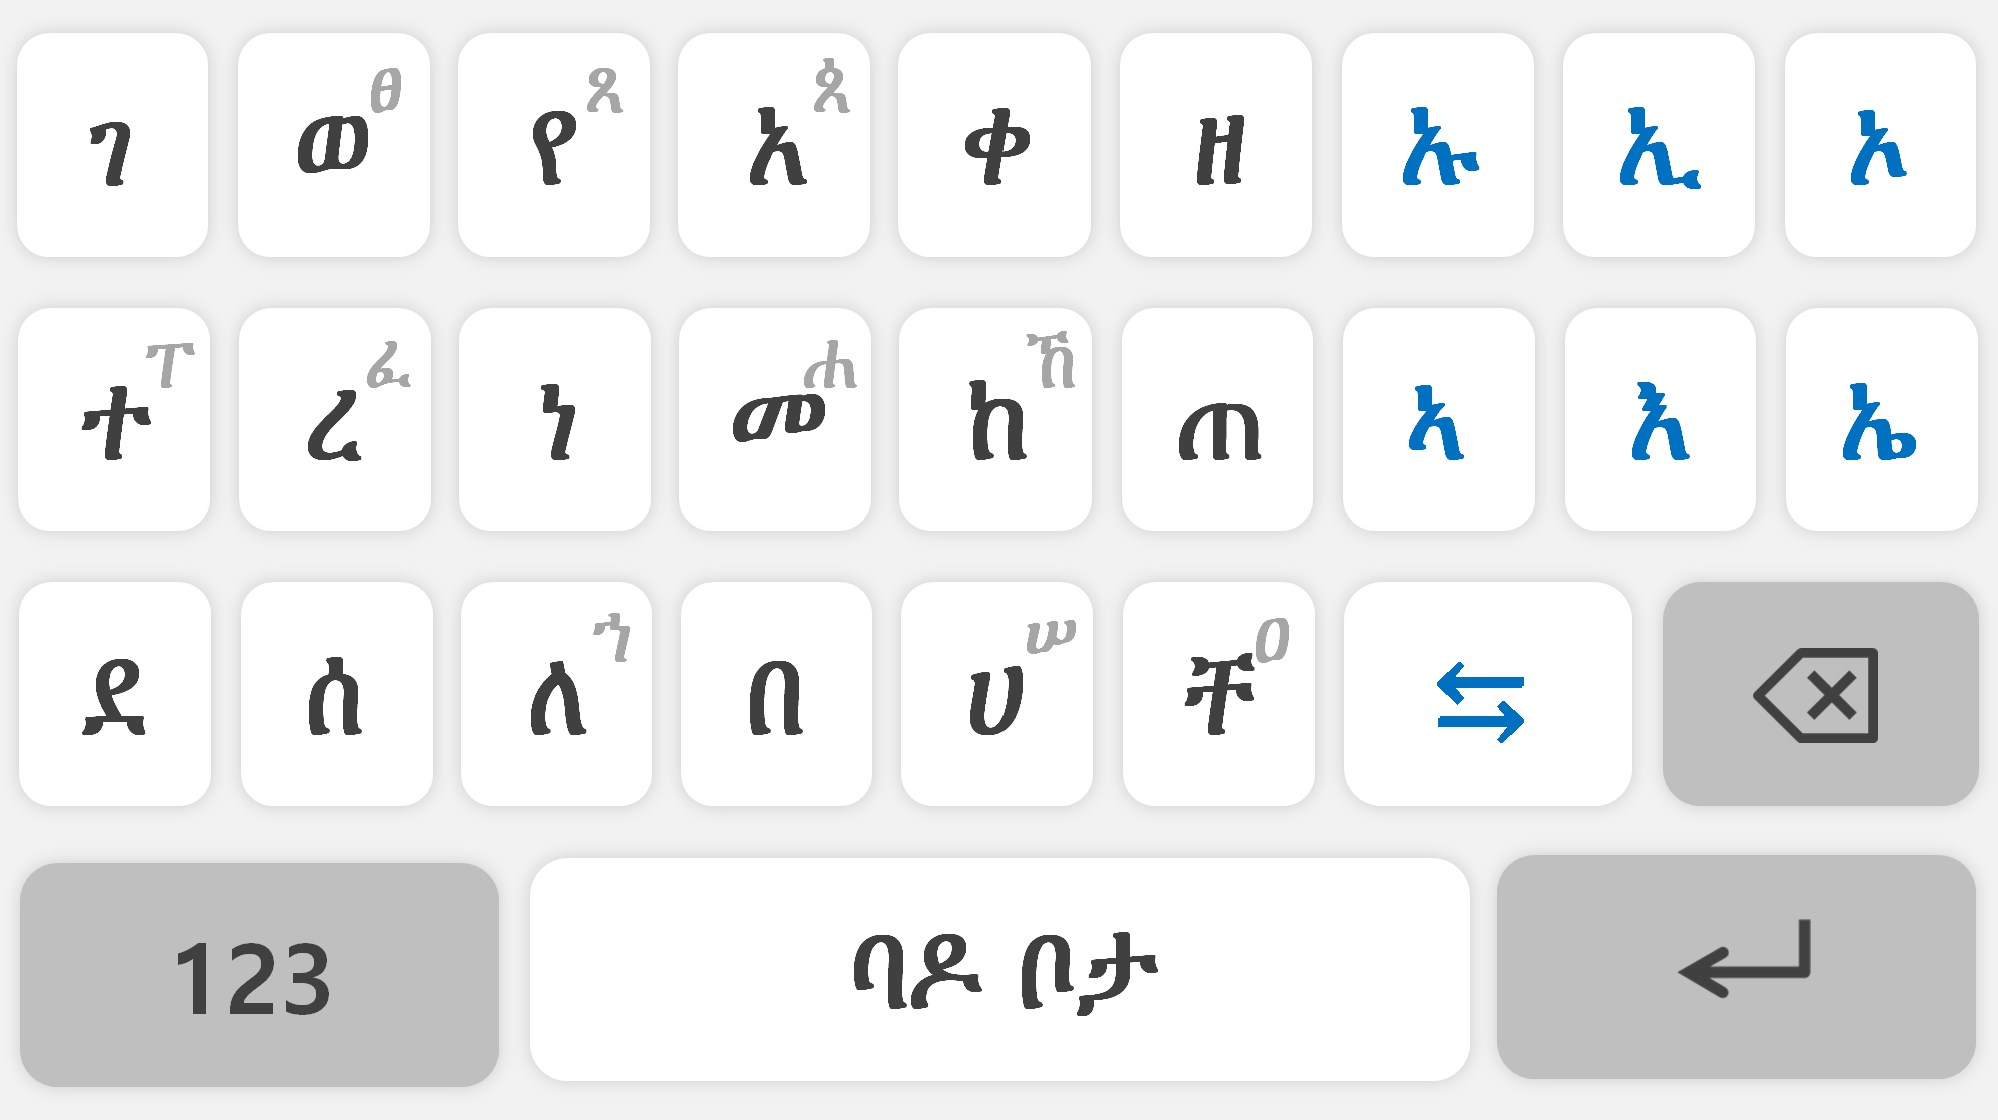 ገ ወ ፀ የ ጸ አ ጰ ቀ ዘ ኡ ኢ ኦ
ተ ፐ ረ ፈ ነ መ ሐ ከ ኸ ጠ ኣ እ ኤ
ደ ሰ ለ ኀ በ ሀ ሠ ቸ ዐ
123 ባዶ ቦታ